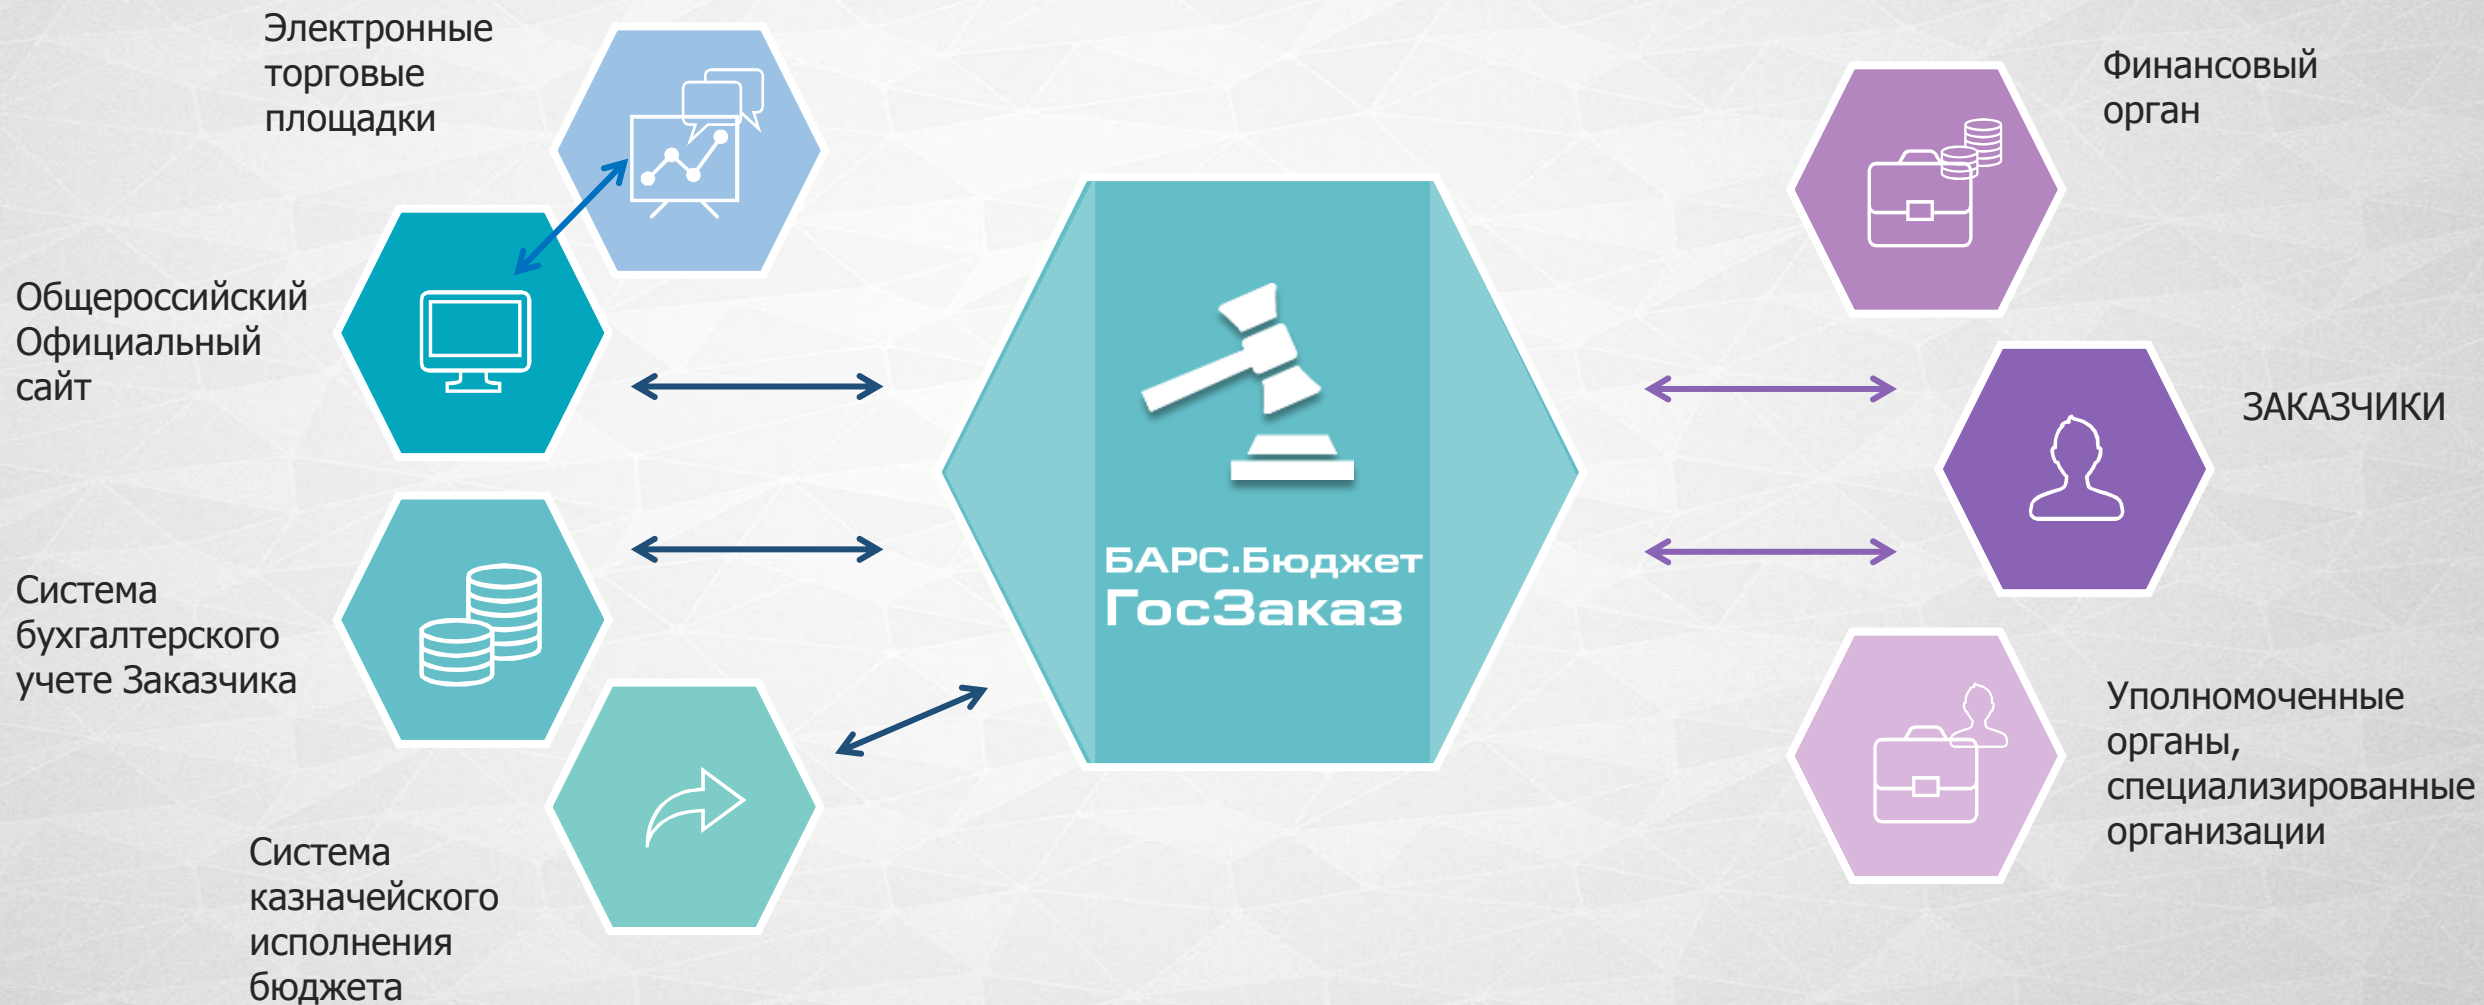 Электронные
торговые
площадки
Общероссийский
Официальный
сайт
Система
бухгалтерского
учете Заказчика
Система
казначейского
исполнения
бюджета
БАРС.Бюджет
ГосЗаказ
Финансовый
орган
ЗАКАЗЧИКИ
Уполномоченные
органы,
специализированные
организации